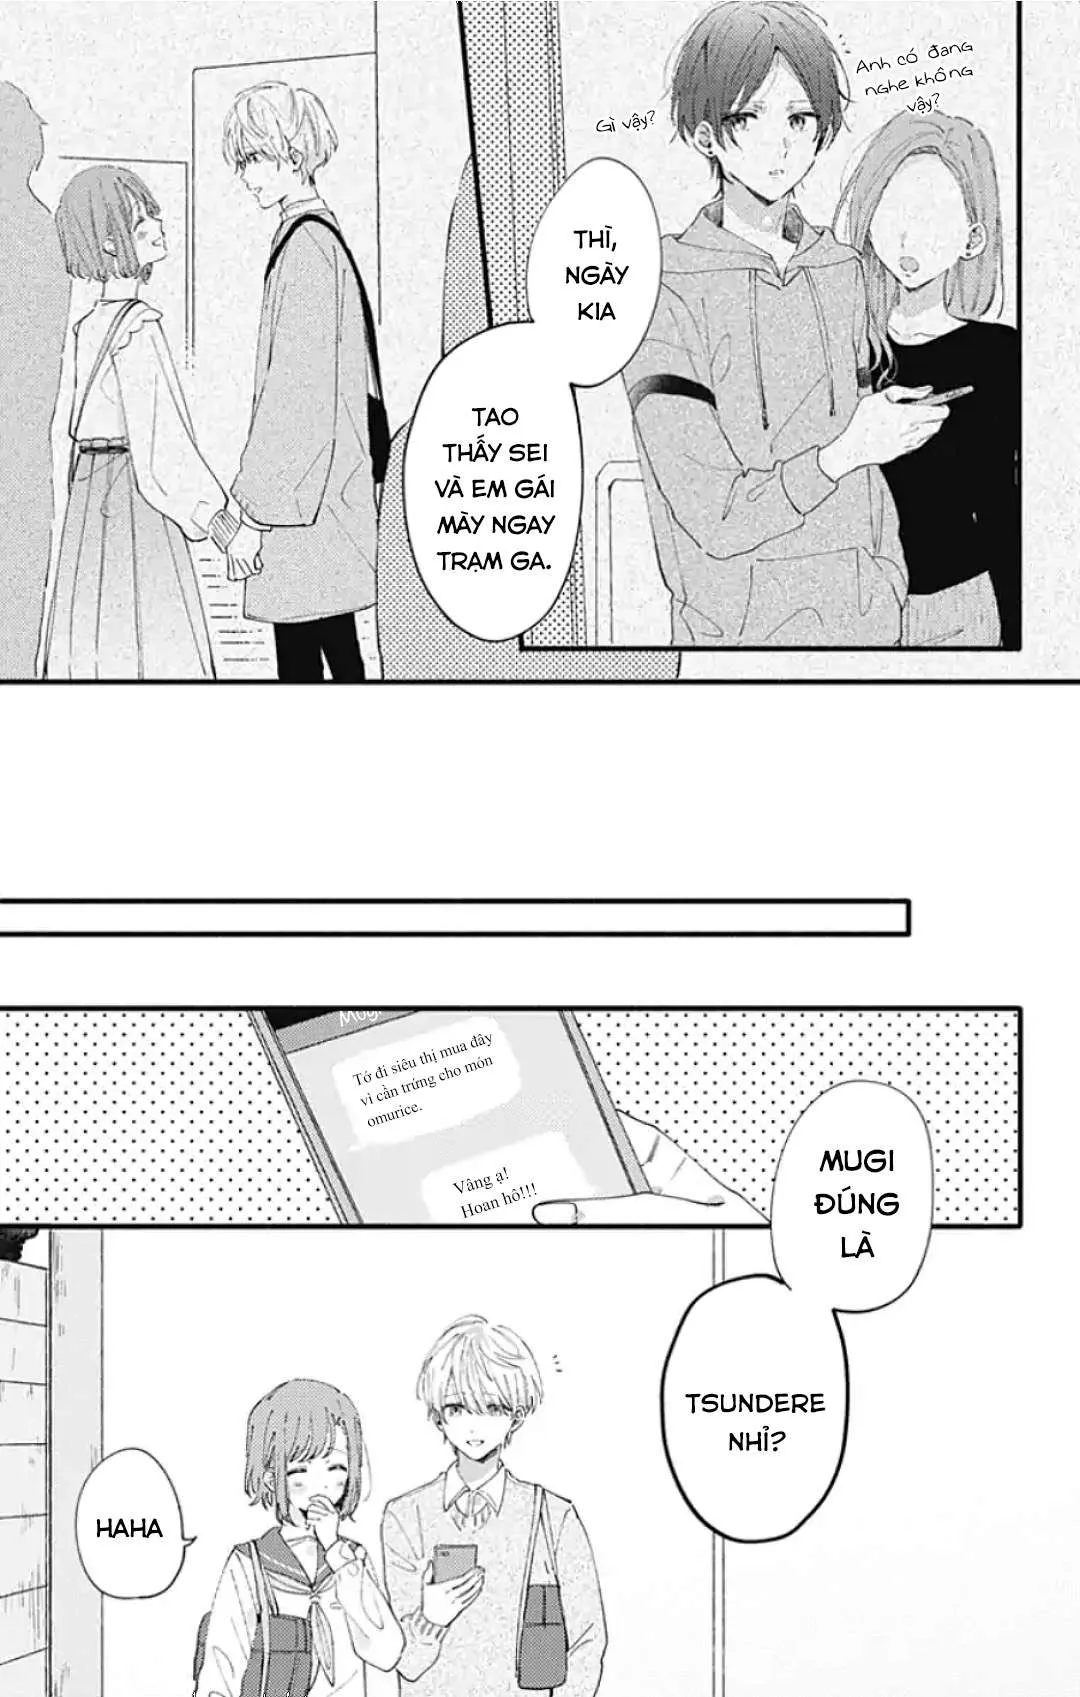 Anh có đang
nghe không
vậy?
Gì vậy?
THÌ,
NGÀY
KIA
TAO
THẤY SEI
VÀ EM GÁI
MÀY NGAY
TRẠM GA.
Mugi
Tớ đi siêu thị mua đây
vì cần trứng cho món
omurice.
Vâng ạ!
Hoan hô!!!
MUGI
ĐÚNG
LÀ
TSUNDERE
NHỈ?
HAHA